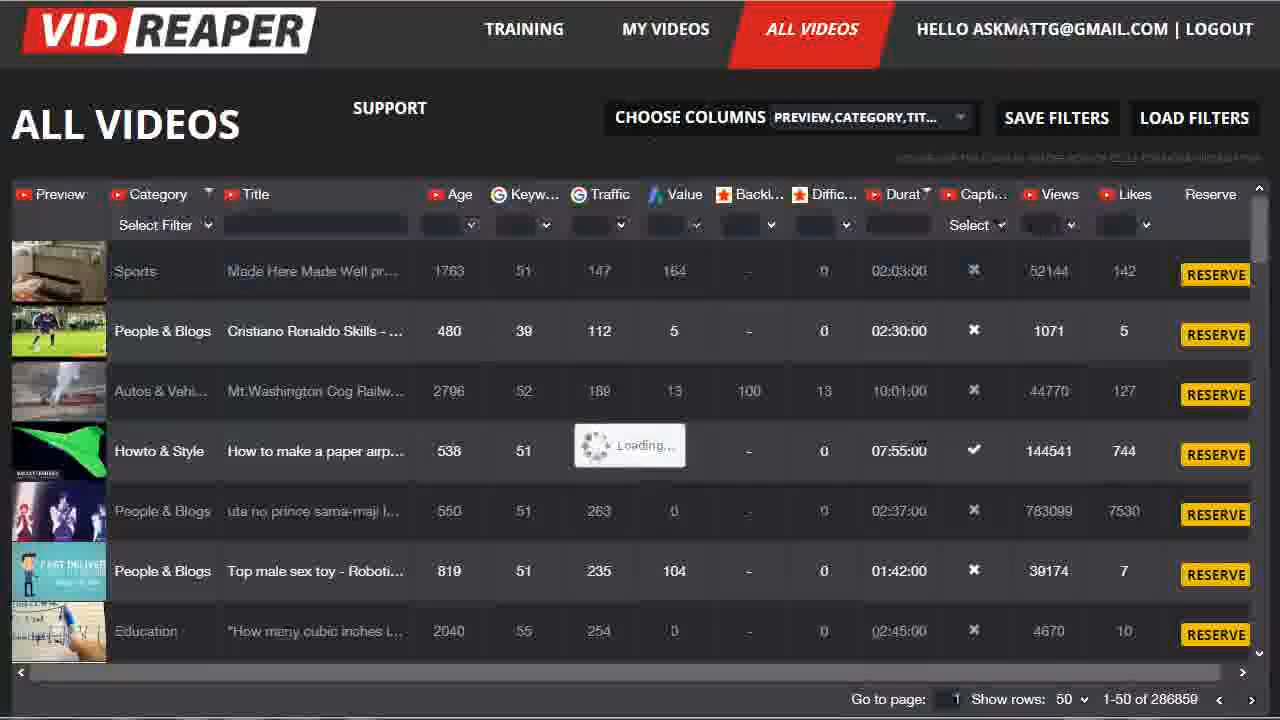 VID REAPER
TRAINING MY VIDEOS ALL VIDEOS HELLO ASKMATTG@GMAIL.COM | LOGOUT
ALL VIDEOS SUPPORT CHOOSE COLUMNS PREVIEW,CATEGORY,TIT... SAVE FILTERS LOAD FILTERS
Preview Category Title Age Keyw... Traffic Value Backl... Diffic... Durat Capti... Views Likes Reserve
Select Filter Select
Sports Made Here Made Well pr... 1763 51 147 164 - 0 02:03:00 52144 142 RESERVE
People & Blogs Cristiano Ronaldo Skills - ... 480 39 112 5 - 0 02:30:00 1071 5 RESERVE
Autos & Vehi... Mt.Washington Cog Railw... 2796 52 189 13 100 13 10:01:00 44770 127 RESERVE
Howto & Style How to make a paper airp... 538 51 Loading... - 0 07:55:00 144541 744 RESERVE
People & Blogs uta no prince sama-maji l... 550 51 263 0 - 0 02:37:00 783099 7530 RESERVE
FAST DELIVER
People & Blogs Top male sex toy - Roboti... 819 51 235 104 - 0 01:42:00 39174 7 RESERVE
Education "How many cubic inches i... 2040 55 254 0 - 0 02:45:00 4670 10 RESERVE
Go to page: 1 Show rows: 50 1-50 of 286859